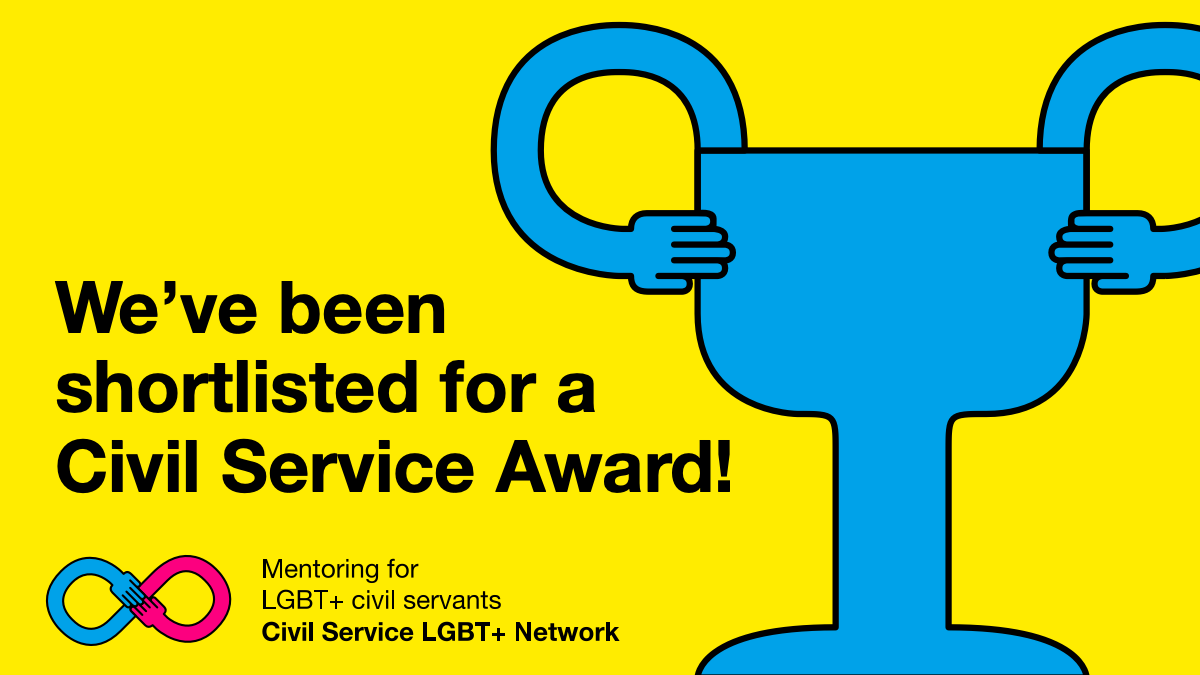 We’ve been
shortlisted for a
Civil Service Award!
Mentoring for
LGBT+ civil servants
Civil Service LGBT+ Network